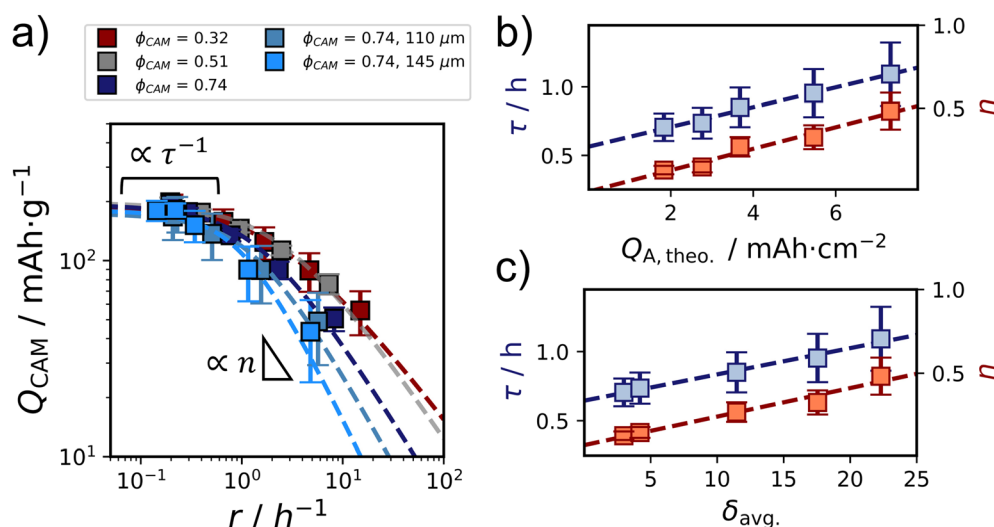 a)
ϕCAM = 0.32
ϕCAM = 0.51
ϕCAM = 0.74
ϕCAM = 0.74, 110 μm
ϕCAM = 0.74, 145 μm
∝ τ⁻¹
∝ n
10²
10¹
QCAM / mAh·g⁻¹
10⁻¹ 10⁰ 10¹ 10²
r / h⁻¹
b)
1.0
0.5
τ / h
1.0
0.5
n
2 4 6
QA, theo. / mAh·cm⁻²
c)
1.0
0.5
τ / h
1.0
0.5
0.0
n
5 10 15 20 25
δavg.